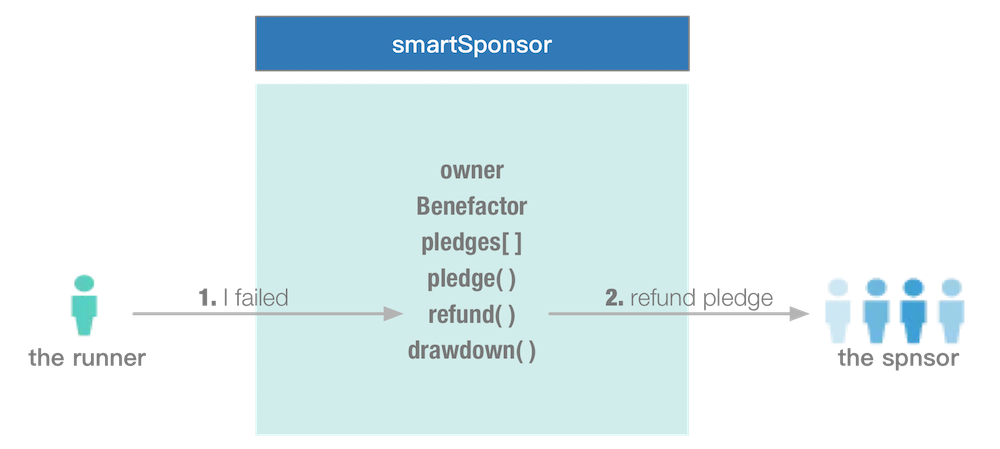 smartSponsor
owner
Benefactor
pledges[ ]
pledge( )
1. I failed
2. refund pledge
refund( )
drawdown( )
the runner
the spnsor